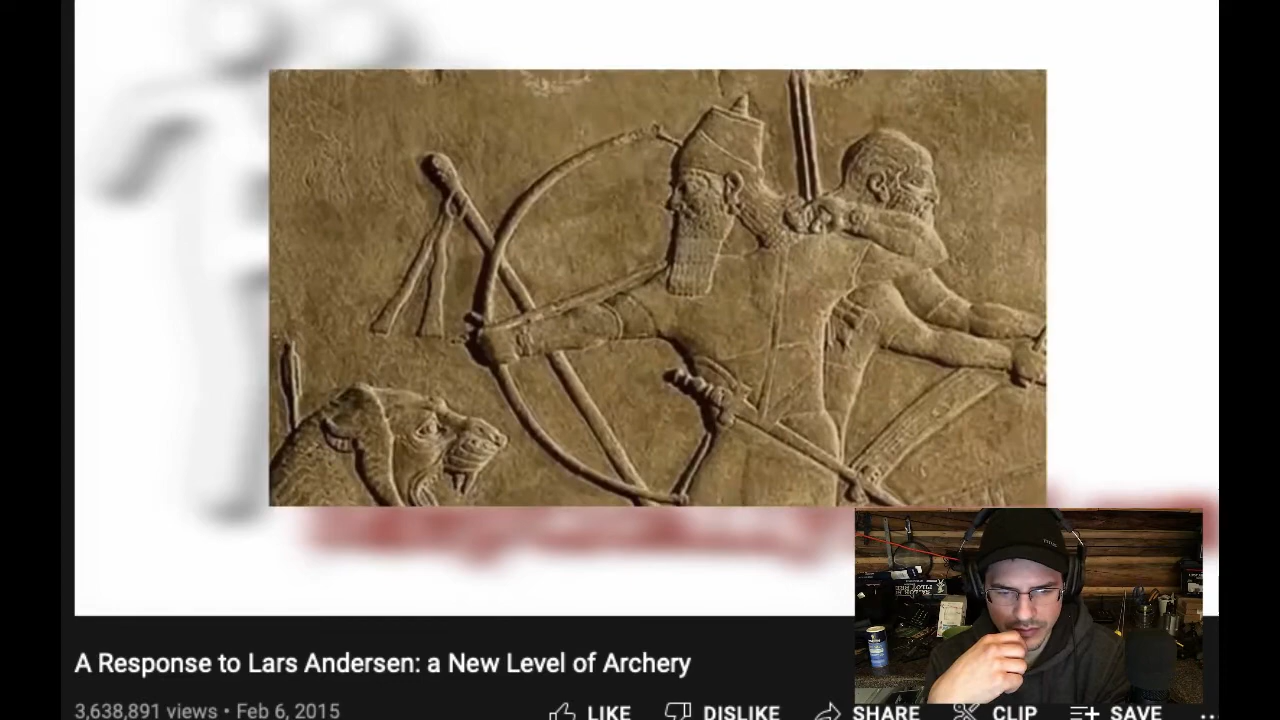 A Response to Lars Andersen: a New Level of Archery
3,638,891 views • Feb 6, 2015
LIKE
DISLIKE
SHARE
CLIP
SAVE